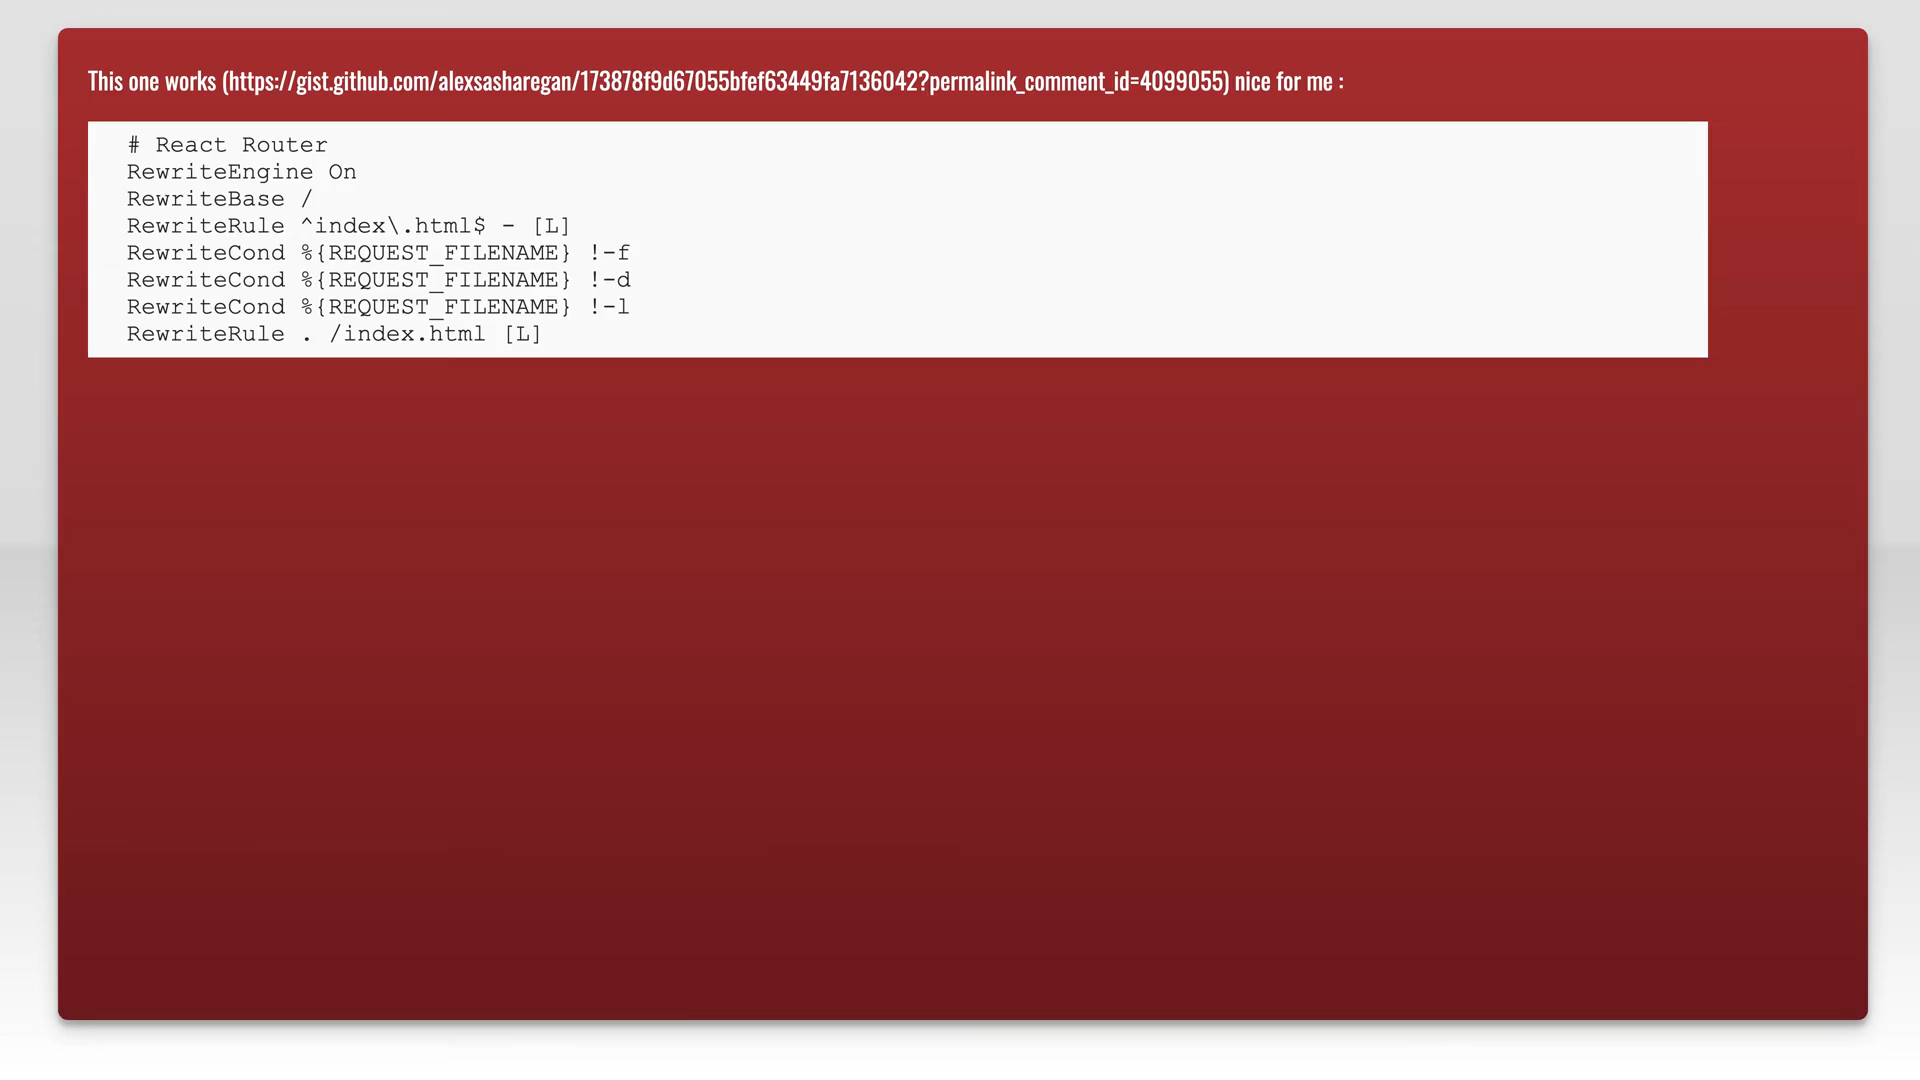 This one works (https://gist.github.com/alexsasharegan/173878f9d67055bfef63449fa7136042?permalink_comment_id=4099055) nice for me :
# React Router
RewriteEngine On
RewriteBase /
RewriteRule ^index\.html$ - [L]
RewriteCond %{REQUEST_FILENAME} !-f
RewriteCond %{REQUEST_FILENAME} !-d
RewriteCond %{REQUEST_FILENAME} !-l
RewriteRule . /index.html [L]